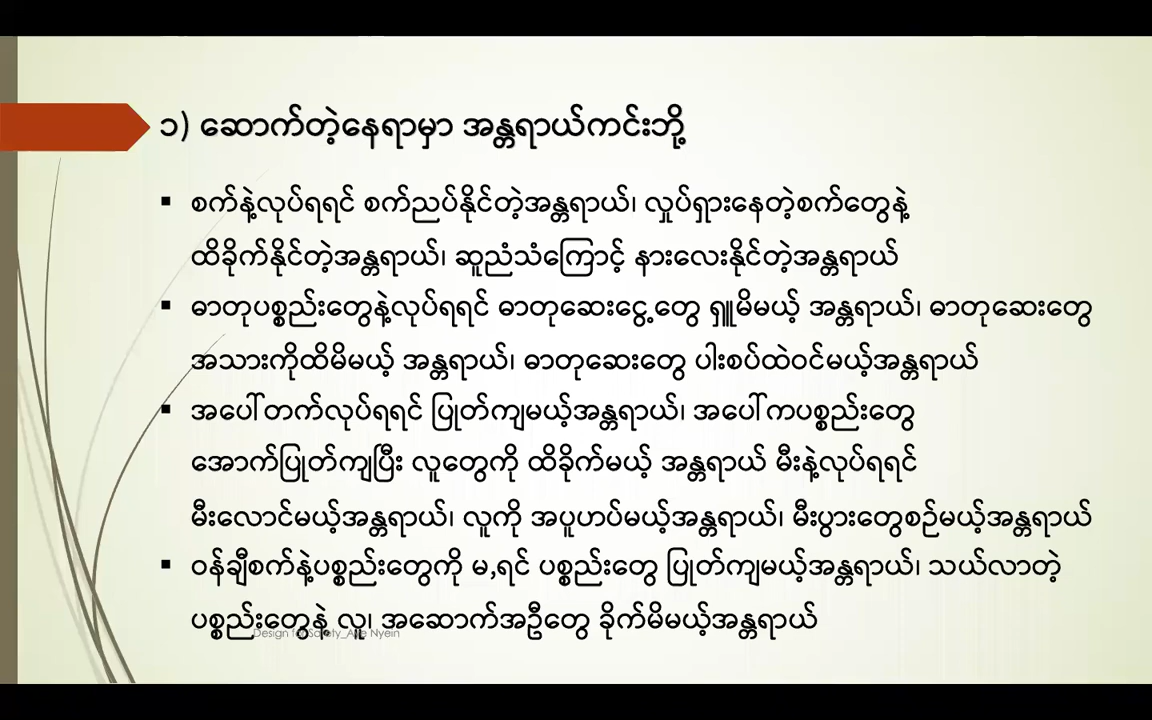 ၁) ဆောက်တဲ့နေရာမှာ အန္တရာယ်ကင်းဘို့
▪ စက်နဲ့လုပ်ရရင် စက်ညပ်နိုင်တဲ့အန္တရာယ်၊ လှုပ်ရှားနေတဲ့စက်တွေနဲ့
ထိခိုက်နိုင်တဲ့အန္တရာယ်၊ ဆူညံသံကြောင့် နားလေးနိုင်တဲ့အန္တရာယ်
▪ ဓာတုပစ္စည်းတွေနဲ့လုပ်ရရင် ဓာတုဆေးငွေ့တွေ ရှူမိမယ့် အန္တရာယ်၊ ဓာတုဆေးတွေ
အသားကိုထိမိမယ့် အန္တရာယ်၊ ဓာတုဆေးတွေ ပါးစပ်ထဲဝင်မယ့်အန္တရာယ်
▪ အပေါ်တက်လုပ်ရရင် ပြုတ်ကျမယ့်အန္တရာယ်၊ အပေါ်ကပစ္စည်းတွေ
အောက်ပြုတ်ကျပြီး လူတွေကို ထိခိုက်မယ့် အန္တရာယ် မီးနဲ့လုပ်ရရင်
မီးလောင်မယ့်အန္တရာယ်၊ လူကို အပူဟပ်မယ့်အန္တရာယ်၊ မီးပွားတွေစဉ်မယ့်အန္တရာယ်
▪ ဝန်ချီစက်နဲ့ပစ္စည်းတွေကို မ,ရင် ပစ္စည်းတွေ ပြုတ်ကျမယ့်အန္တရာယ်၊ သယ်လာတဲ့
ပစ္စည်းတွေနဲ့ လူ၊ အဆောက်အဦတွေ ခိုက်မိမယ့်အန္တရာယ်
Design for Safety_Aye Nyein